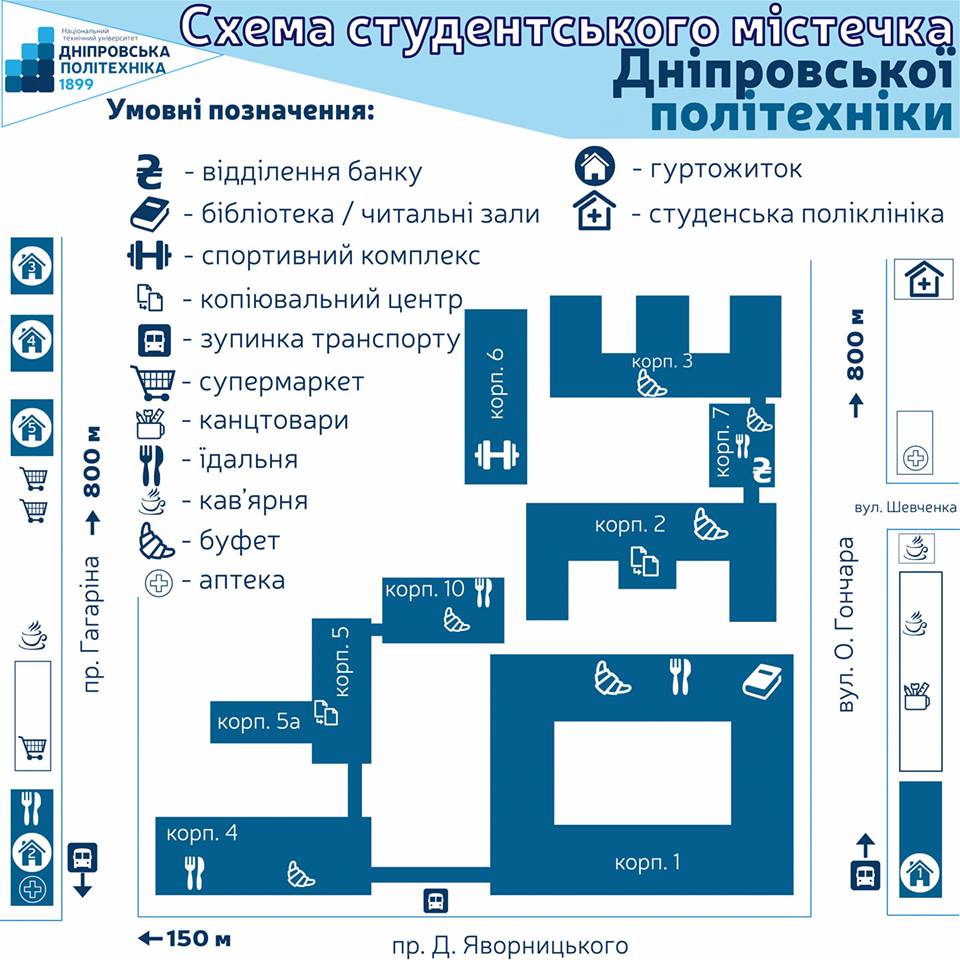 Національний
технічний університет
ДНІПРОВСЬКА
ПОЛІТЕХНІКА
1899
Схема студентського містечка
Дніпровської
політехніки
Умовні позначення:
- відділення банку
- бібліотека / читальні зали
- спортивний комплекс
- копіювальний центр
- зупинка транспорту
- супермаркет
- канцтовари
- їдальня
- кав’ярня
- буфет
- аптека
- гуртожиток
- студенська поліклініка
3
4
5
800 м
пр. Гагаріна
2
корп. 6
корп. 3
корп. 7
корп. 2
корп. 10
корп. 5
корп. 5а
корп. 4
корп. 1
800 м
вул. Шевченка
вул. О. Гончара
1
150 м
пр. Д. Яворницького